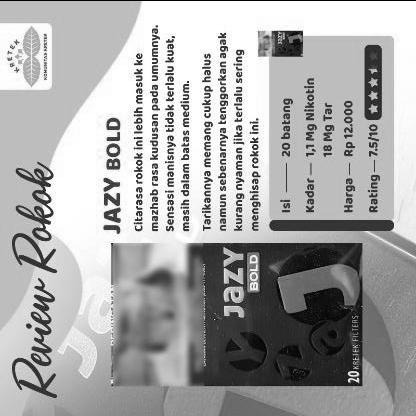 KRETEK
KOMUNITAS KRETEK
Review Rokok
JAZY BOLD
Citarasa rokok ini lebih masuk ke
mazhab rasa kudusan pada umumnya.
Sensasi manisnya tidak terlalu kuat,
masih dalam batas medium.
Tarikannya memang cukup halus
namun sebenarnya tenggorkan agak
kurang nyaman jika terlalu sering
menghisap rokok ini.
Isi — 20 batang
Kadar — 1,1 Mg Nikotin
18 Mg Tar
Harga — Rp 12.000
Rating — 7.5/10
JAZY
BOLD
20 KRETEK FILTERS